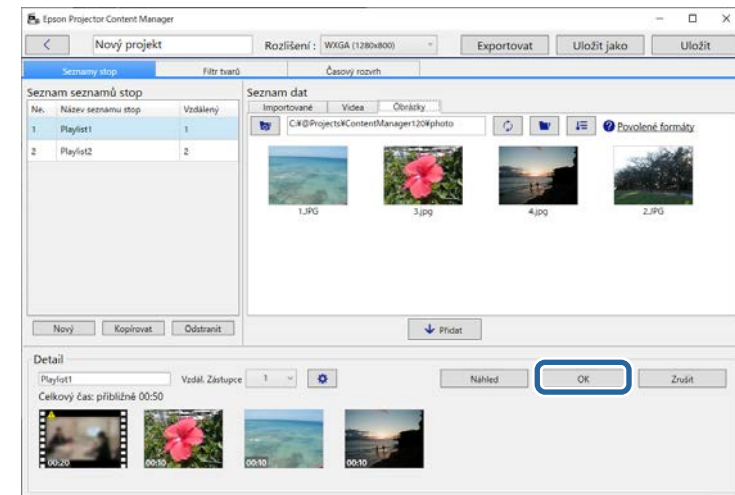 Epson Projector Content Manager
Nový projekt Rozlišení : WXGA (1280x800) Exportovat Uložit jako Uložit
Seznamy stop Filtr tvarů Časový rozvrh
Seznam seznamů stop
Ne. Název seznamu stop Vzdálený
1 Playlist1 1
2 Playlist2 2
Nový Kopírovat Odstranit
Seznam dat
Importované Videa Obrázky
C:¥@Projects¥ContentManager120¥photo Povolené formáty
1.JPG 3.jpg 4.jpg 2.JPG
Přidat
Detail
Playlist1 Vzdál. Zástupce 1 Náhled OK Zrušit
Celkový čas: přibližně 00:50
00:20 00:10 00:10 00:10